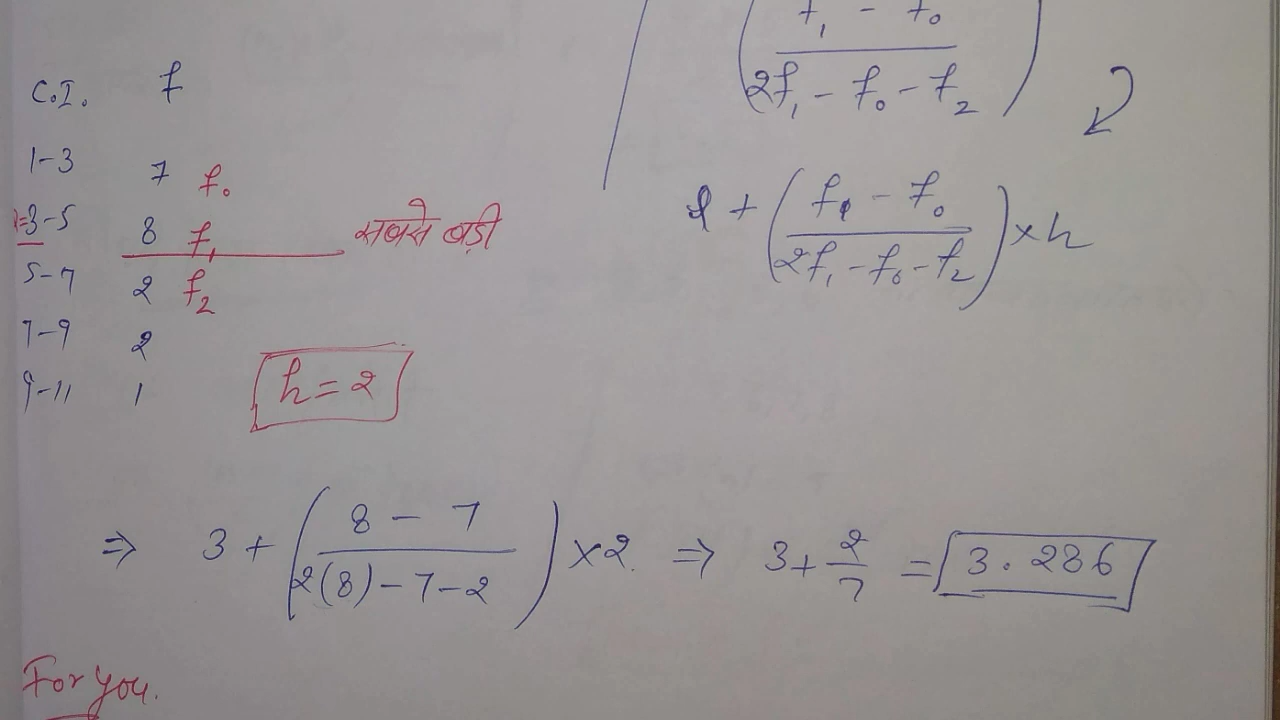 f₁ - f₀
2f₁ - f₀ - f₂
C.I. f
1-3 7 f₀
l=3-5 8 f₁ सबसे बड़ी
5-7 2 f₂
7-9 2
9-11 1
l + ( f₁ - f₀ / 2f₁ - f₀ - f₂ ) × h
h = 2
⇒ 3 + ( 8 - 7 / 2(8) - 7 - 2 ) × 2 ⇒ 3 + 2/7 = 3.286
For you.